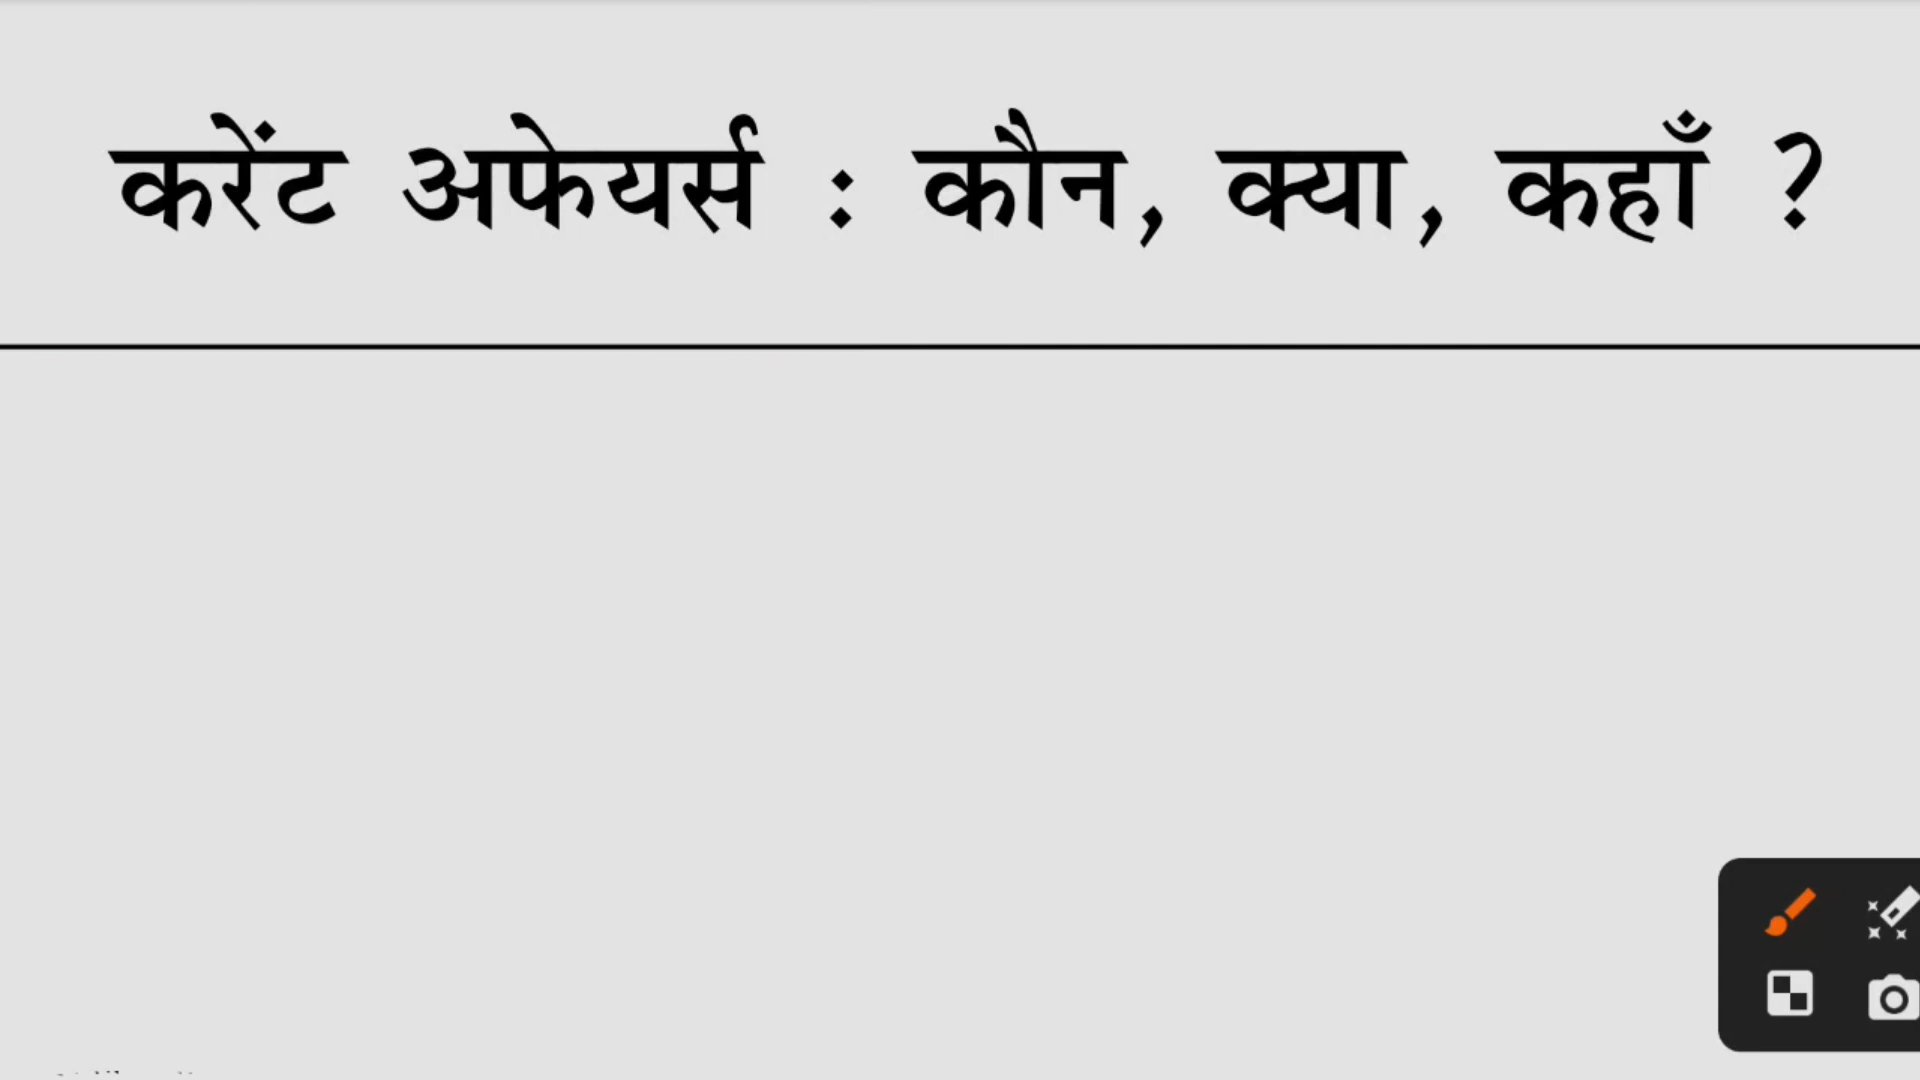 करेंट अफेयर्स : कौन, क्या, कहाँ ?